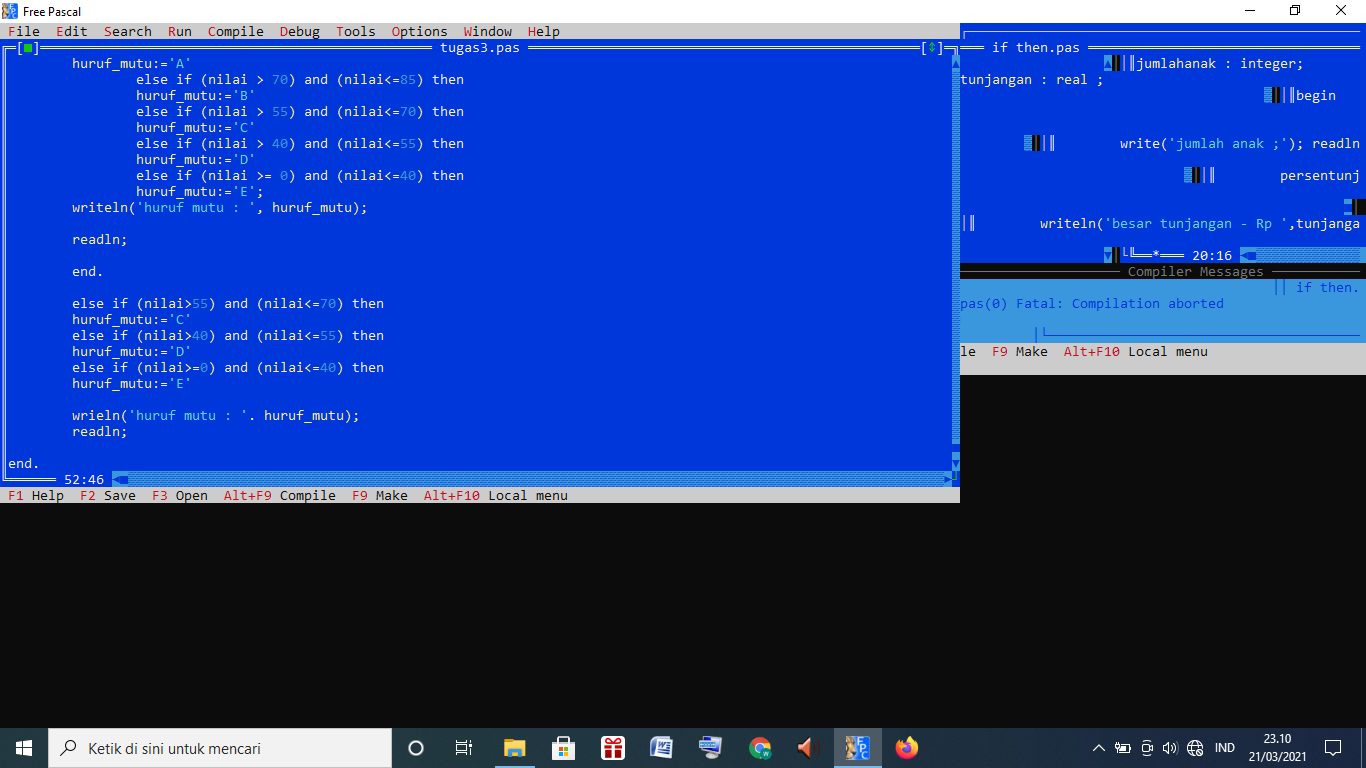 Free Pascal
File Edit Search Run Compile Debug Tools Options Window Help
tugas3.pas
huruf_mutu:='A'
else if (nilai > 70) and (nilai<=85) then
huruf_mutu:='B'
else if (nilai > 55) and (nilai<=70) then
huruf_mutu:='C'
else if (nilai > 40) and (nilai<=55) then
huruf_mutu:='D'
else if (nilai >= 0) and (nilai<=40) then
huruf_mutu:='E';
writeln('huruf mutu : ', huruf_mutu);
readln;
end.
else if (nilai>55) and (nilai<=70) then
huruf_mutu:='C'
else if (nilai>40) and (nilai<=55) then
huruf_mutu:='D'
else if (nilai>=0) and (nilai<=40) then
huruf_mutu:='E'
wrieln('huruf mutu : '. huruf_mutu);
readln;
end.
52:46
F1 Help F2 Save F3 Open Alt+F9 Compile F9 Make Alt+F10 Local menu
if then.pas
jumlahanak : integer;
tunjangan : real ;
begin
write('jumlah anak ;'); readln
persentunj
writeln('besar tunjangan - Rp ',tunjanga
* 20:16
Compiler Messages
if then.
pas(0) Fatal: Compilation aborted
le F9 Make Alt+F10 Local menu
Ketik di sini untuk mencari
IND
23.10
21/03/2021